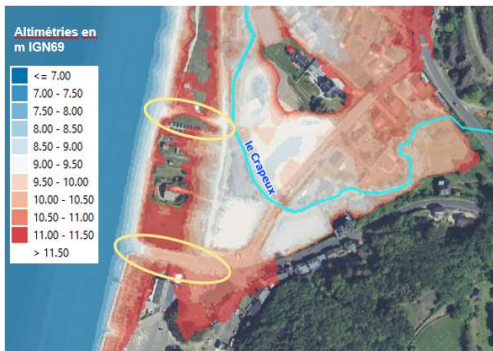 Altimétries en
m IGN69
<= 7.00
7.00 - 7.50
7.50 - 8.00
8.00 - 8.50
8.50 - 9.00
9.00 - 9.50
9.50 - 10.00
10.00 - 10.50
10.50 - 11.00
11.00 - 11.50
> 11.50
le Crapeux